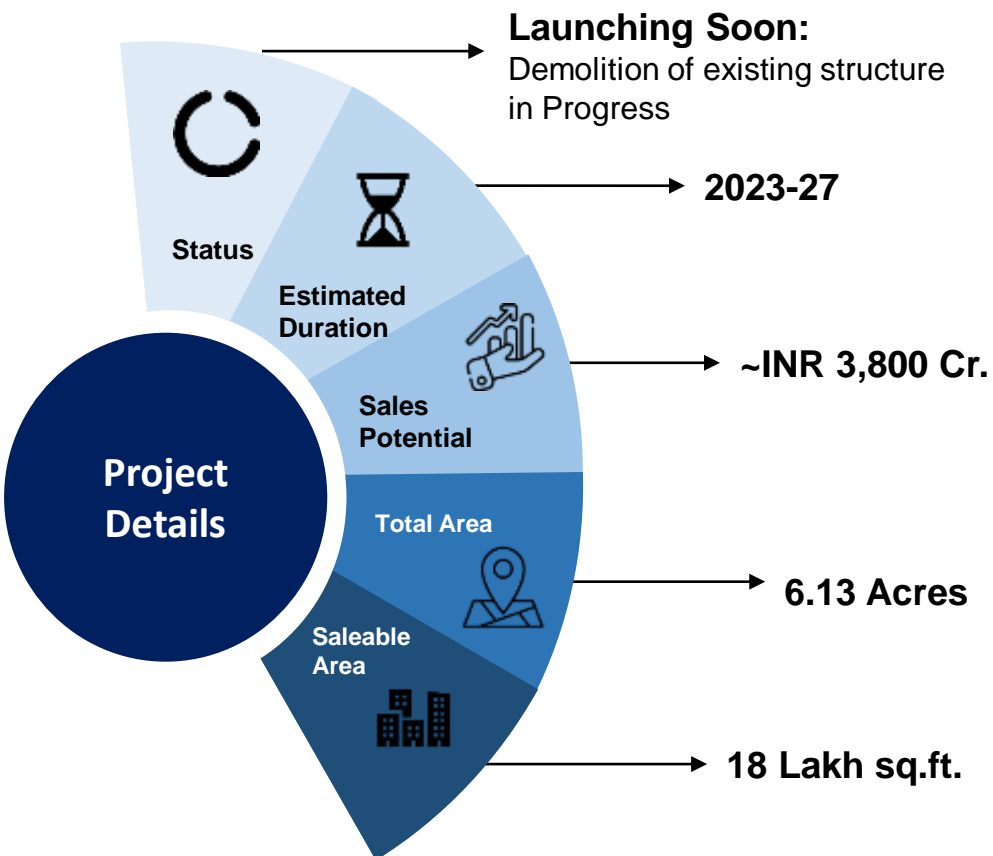 Launching Soon:
Demolition of existing structure
in Progress
Status
2023-27
Estimated
Duration
~INR 3,800 Cr.
Sales
Potential
Project
Details
Total Area
6.13 Acres
Saleable
Area
18 Lakh sq.ft.